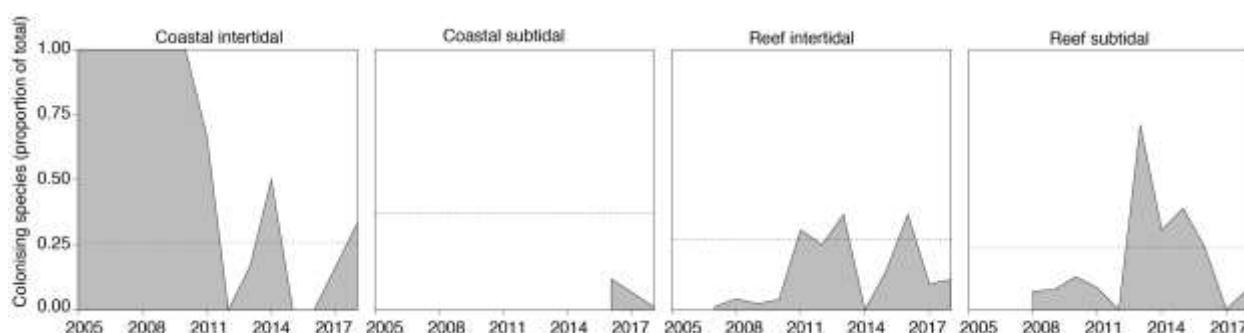 Colonising species (proportion of total)
Coastal intertidal
Coastal subtidal
Reef intertidal
Reef subtidal
1.00
0.75
0.50
0.25
0.00
2005 2008 2011 2014 2017
2005 2008 2011 2014 2017
2005 2008 2011 2014 2017
2005 2008 2011 2014 2017